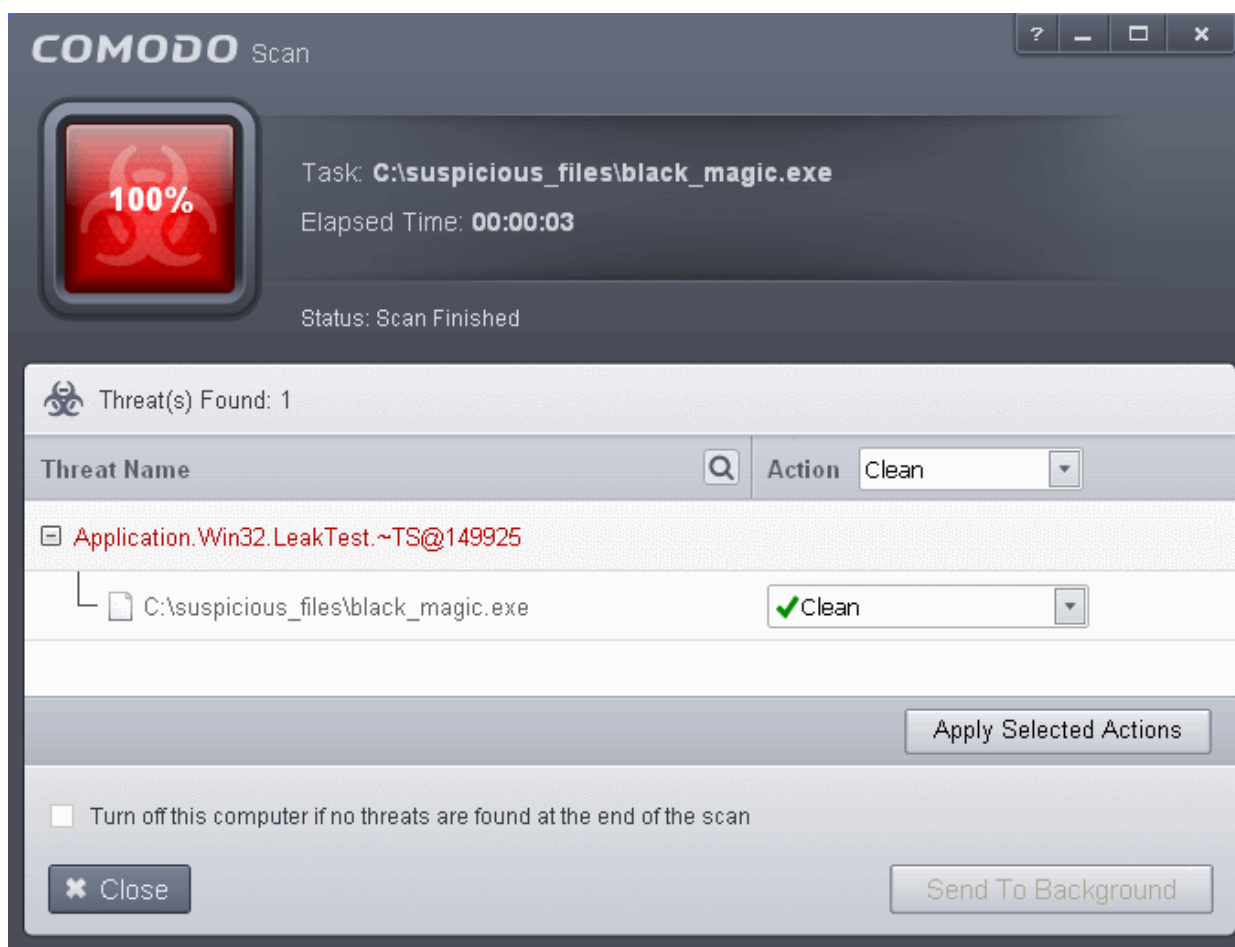 COMODO Scan
?
100%
Task: C:\suspicious_files\black_magic.exe
Elapsed Time: 00:00:03
Status: Scan Finished
Threat(s) Found: 1
Threat Name Action Clean
Application.Win32.LeakTest.~TS@149925
C:\suspicious_files\black_magic.exe Clean
Apply Selected Actions
Turn off this computer if no threats are found at the end of the scan
Close Send To Background